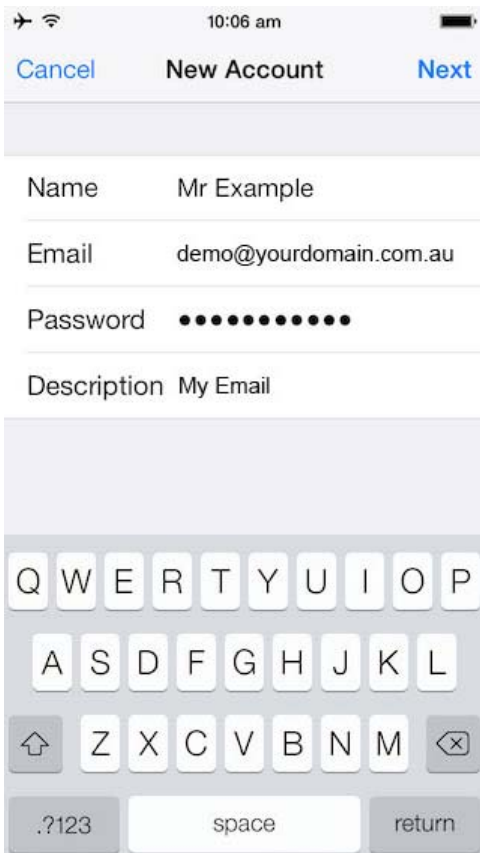 10:06 am
Cancel New Account Next
Name Mr Example
Email demo@yourdomain.com.au
Password ●●●●●●●●●●●
Description My Email
Q W E R T Y U I O P
A S D F G H J K L
Z X C V B N M
.?123 space return